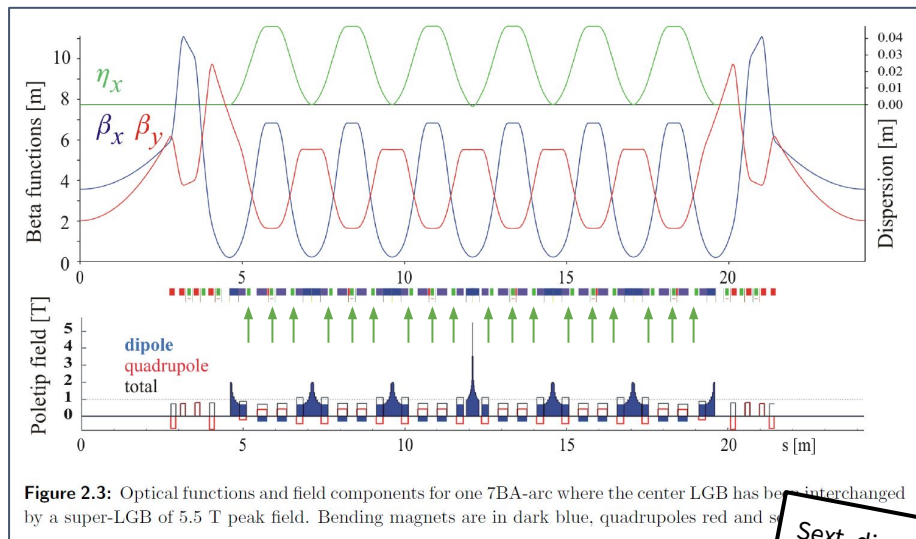 10
8
6
4
2
0
Beta functions [m]
ηx
βx βy
0.04
0.03
0.02
0.01
0.00
Dispersion [m]
0 5 10 15 20
Poletip field [T]
5
4
3
2
1
0
dipole
quadrupole
total
0 5 10 15 20 s [m]
Figure 2.3: Optical functions and field components for one 7BA-arc where the center LGB has interchanged
by a super-LGB of 5.5 T peak field. Bending magnets are in dark blue, quadrupoles red and
Sext